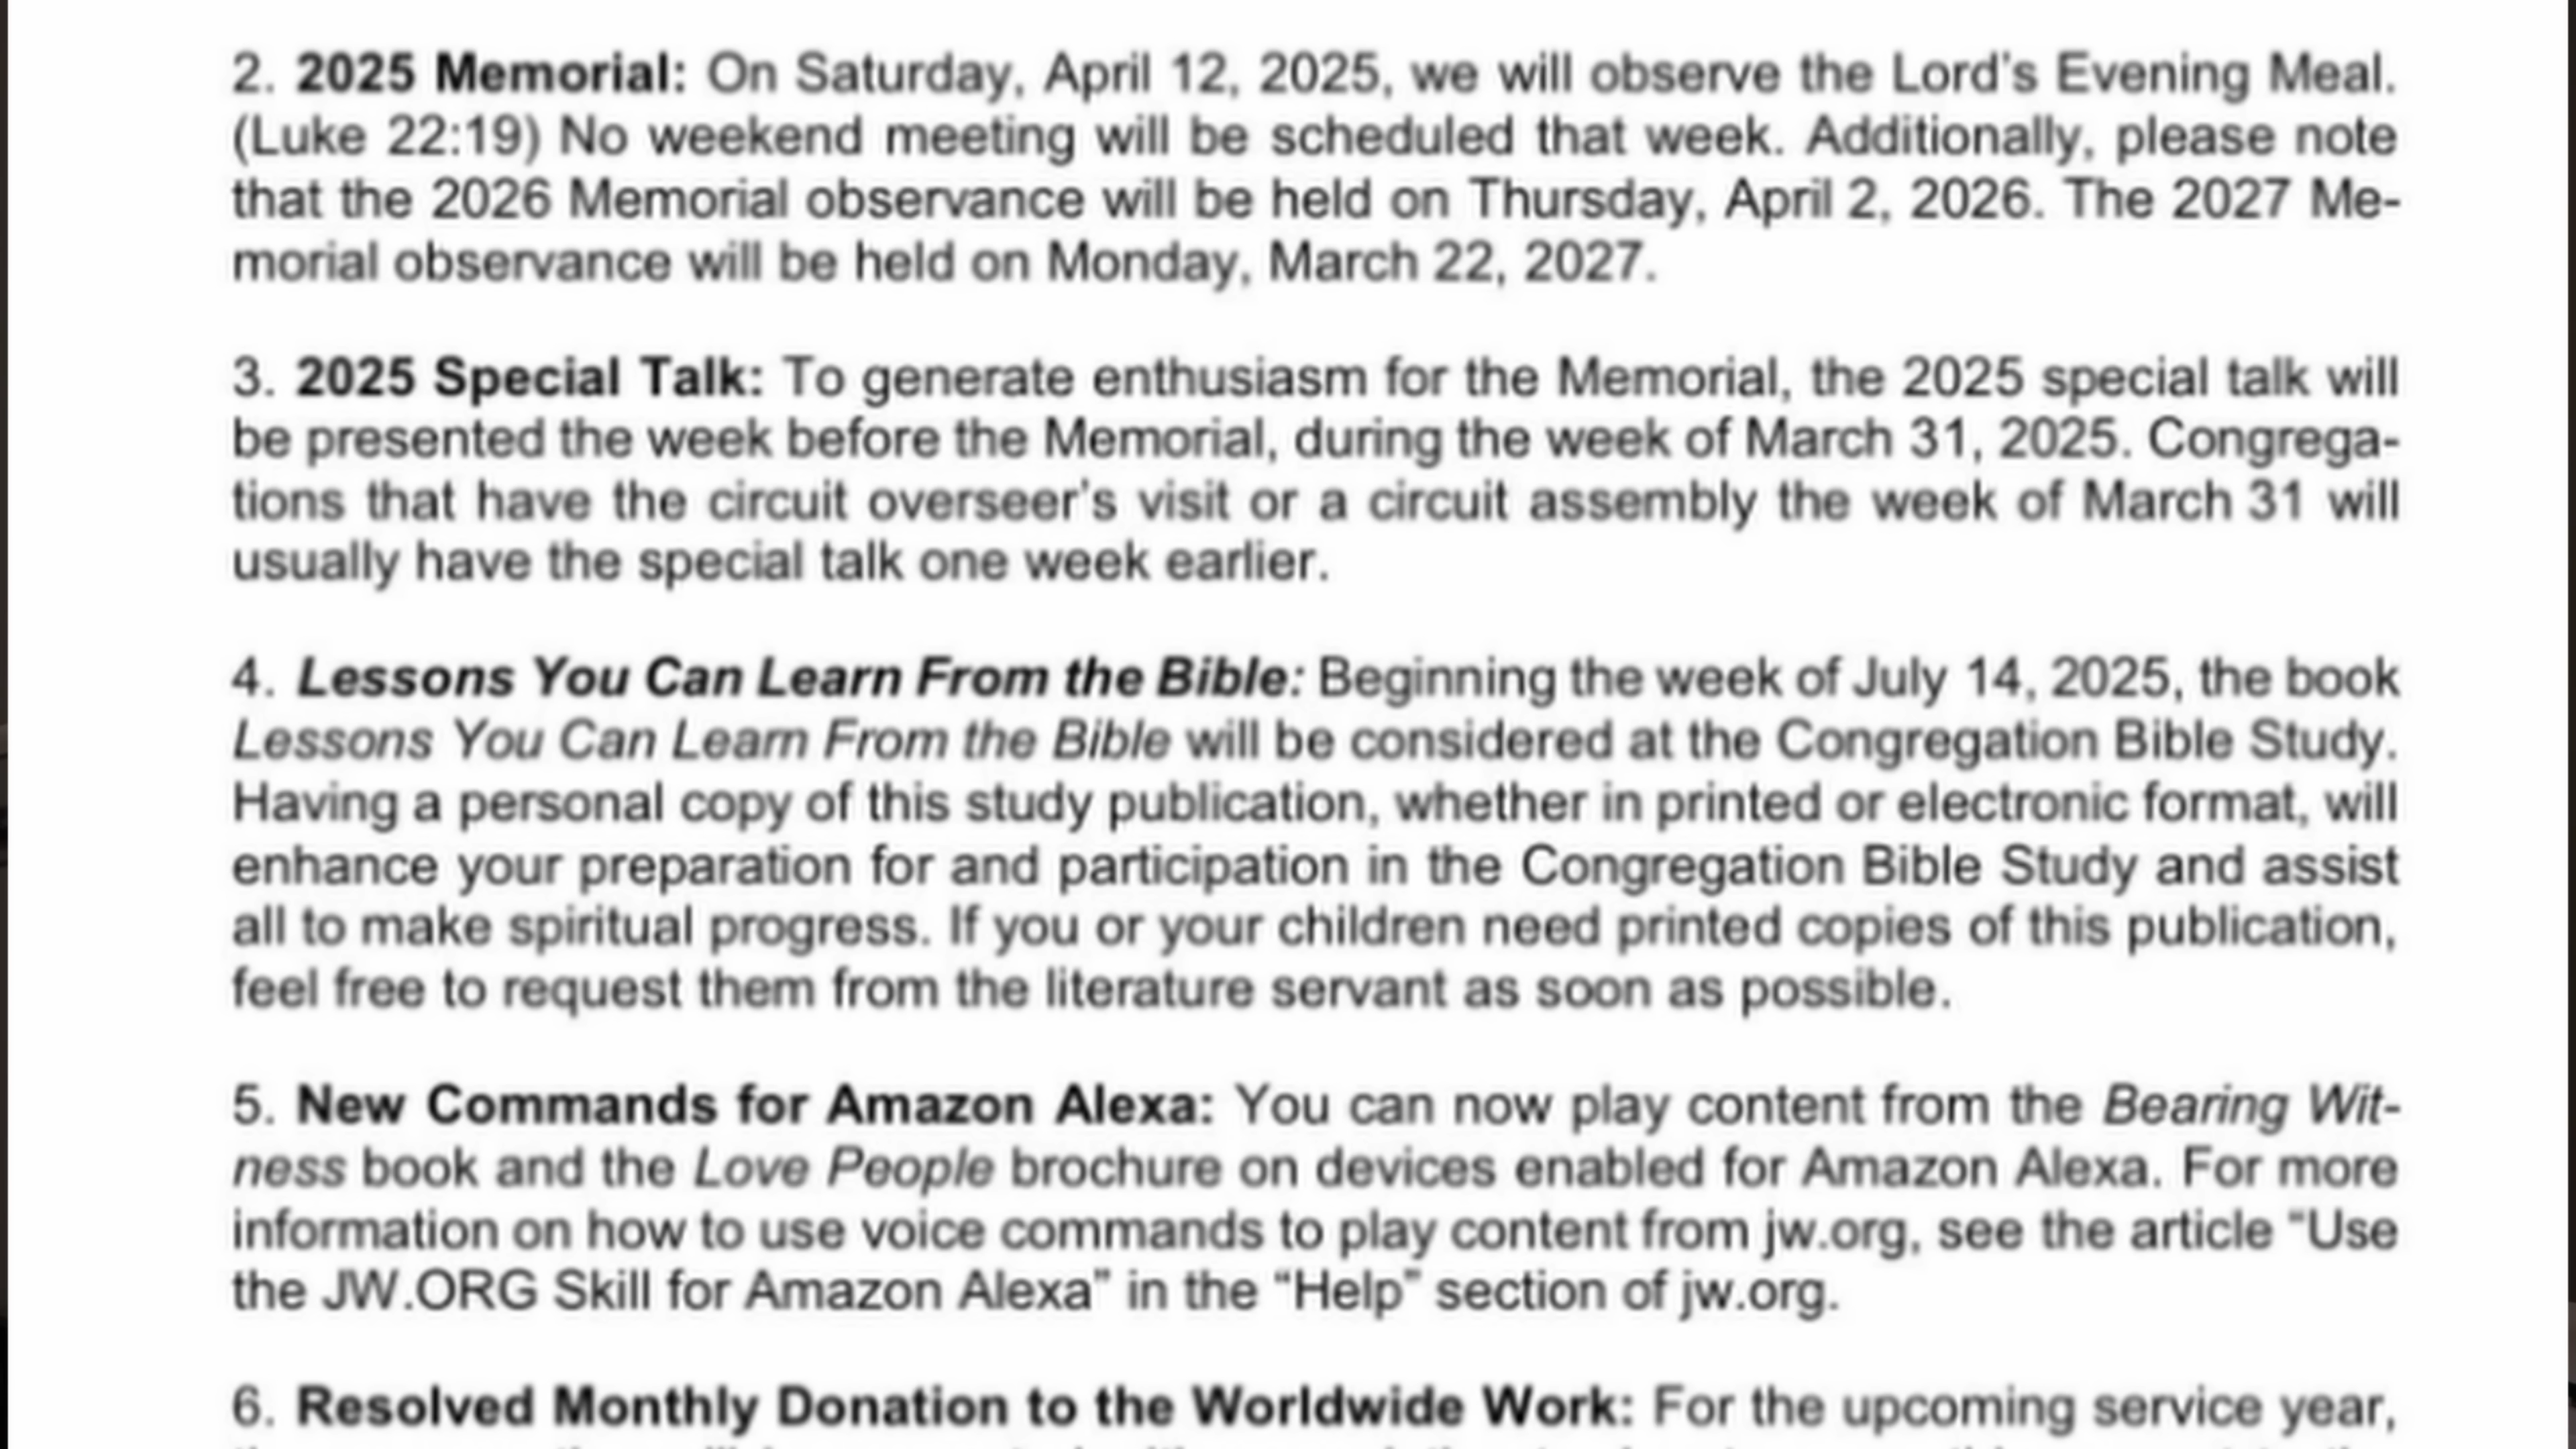 2. 2025 Memorial: On Saturday, April 12, 2025, we will observe the Lord's Evening Meal.
(Luke 22:19) No weekend meeting will be scheduled that week. Additionally, please note
that the 2026 Memorial observance will be held on Thursday, April 2, 2026. The 2027 Me-
morial observance will be held on Monday, March 22, 2027.
3. 2025 Special Talk: To generate enthusiasm for the Memorial, the 2025 special talk will
be presented the week before the Memorial, during the week of March 31, 2025. Congrega-
tions that have the circuit overseer's visit or a circuit assembly the week of March 31 will
usually have the special talk one week earlier.
4. Lessons You Can Learn From the Bible: Beginning the week of July 14, 2025, the book
Lessons You Can Learn From the Bible will be considered at the Congregation Bible Study.
Having a personal copy of this study publication, whether in printed or electronic format, will
enhance your preparation for and participation in the Congregation Bible Study and assist
all to make spiritual progress. If you or your children need printed copies of this publication,
feel free to request them from the literature servant as soon as possible.
5. New Commands for Amazon Alexa: You can now play content from the Bearing Wit-
ness book and the Love People brochure on devices enabled for Amazon Alexa. For more
information on how to use voice commands to play content from jw.org, see the article “Use
the JW.ORG Skill for Amazon Alexa” in the “Help” section of jw.org.
6. Resolved Monthly Donation to the Worldwide Work: For the upcoming service year,